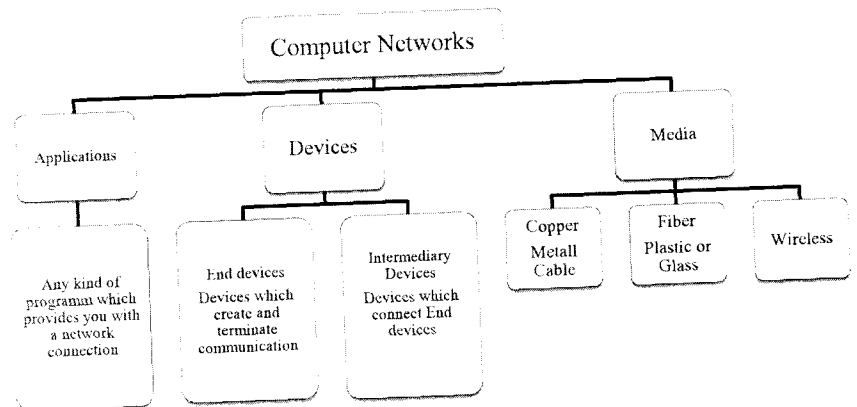 Computer Networks
Applications
Devices
Media
Any kind of
programm which
provides you with
a network
connection
End devices
Devices which
create and
terminate
communication
Intermediary
Devices
Devices which
connect End
devices
Copper
Metall
Cable
Fiber
Plastic or
Glass
Wireless